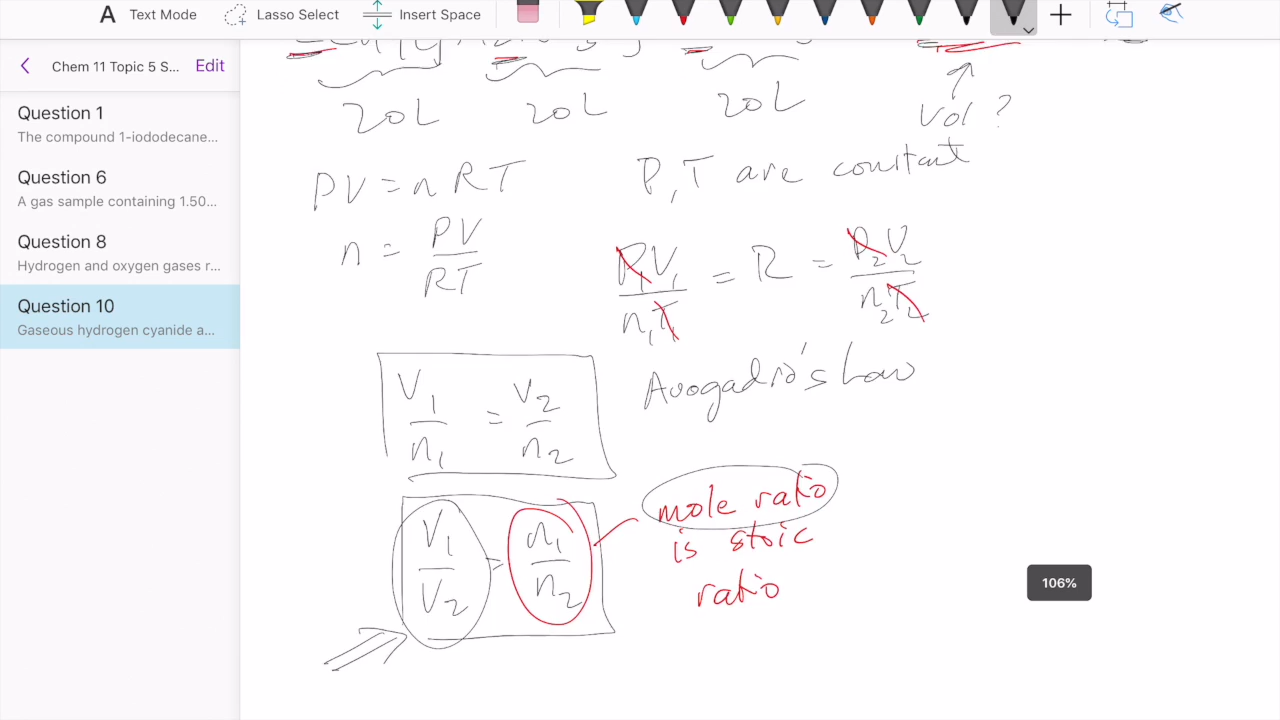 A Text Mode Lasso Select Insert Space
Chem 11 Topic 5 S... Edit
Question 1
The compound 1-iododecane...
Question 6
A gas sample containing 1.50...
Question 8
Hydrogen and oxygen gases r...
Question 10
Gaseous hydrogen cyanide a...
20L 20L 20L Vol ?
PV = nRT P, T are constant
n = PV/RT P₁V₁/n₁T₁ = R = P₂V₂/n₂T₂
V₁/n₁ = V₂/n₂ Avogadro's Law
V₁/V₂ = n₁/n₂ mole ratio
is stoic
ratio
106%